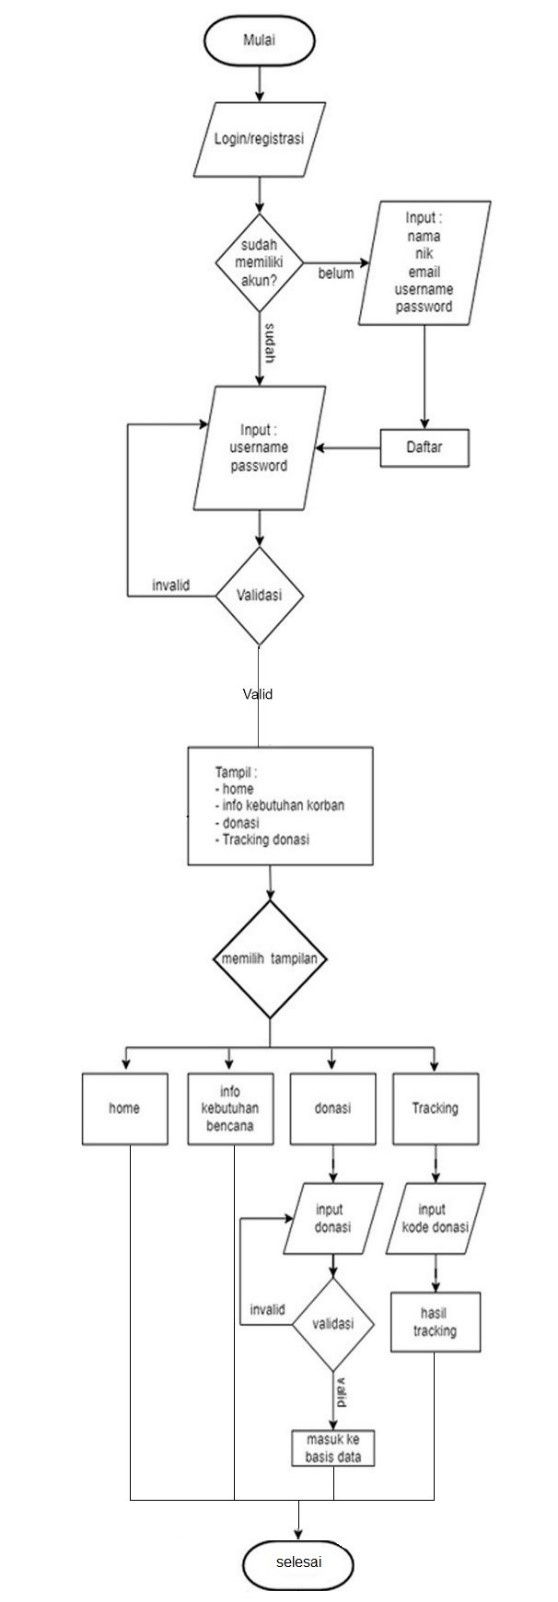 Mulai
Login/registrasi
sudah
memiliki
akun?
belum
Input :
nama
nik
email
username
password
sudah
Daftar
Input :
username
password
invalid
Validasi
Valid
Tampil :
- home
- info kebutuhan korban
- donasi
- Tracking donasi
memilih tampilan
home
info
kebutuhan
bencana
donasi
Tracking
input
donasi
input
kode donasi
invalid
validasi
hasil
tracking
valid
masuk ke
basis data
selesai